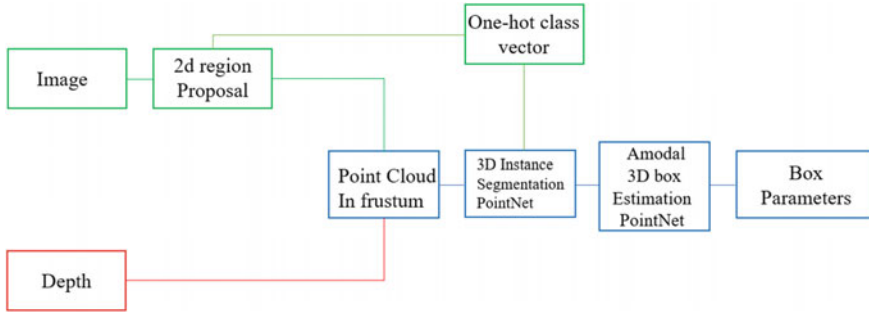 One-hot class
vector
Image
2d region
Proposal
Point Cloud
In frustum
3D Instance
Segmentation
PointNet
Amodal
3D box
Estimation
PointNet
Box
Parameters
Depth